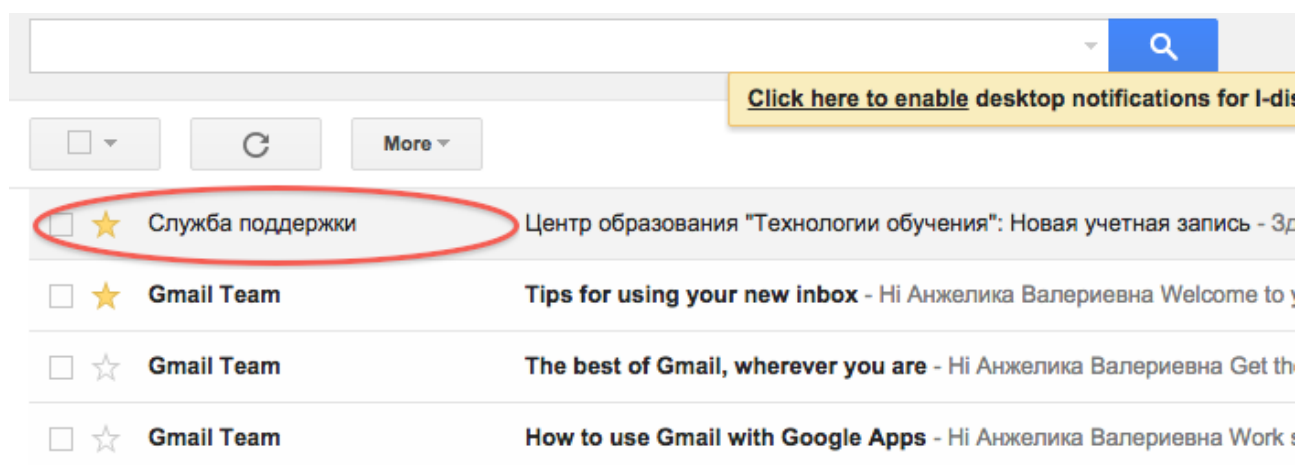 Click here to enable desktop notifications for I-dis
More
Служба поддержки Центр образования "Технологии обучения": Новая учетная запись - Зд
Gmail Team Tips for using your new inbox - Hi Анжелика Валериевна Welcome to y
Gmail Team The best of Gmail, wherever you are - Hi Анжелика Валериевна Get the
Gmail Team How to use Gmail with Google Apps - Hi Анжелика Валериевна Work s